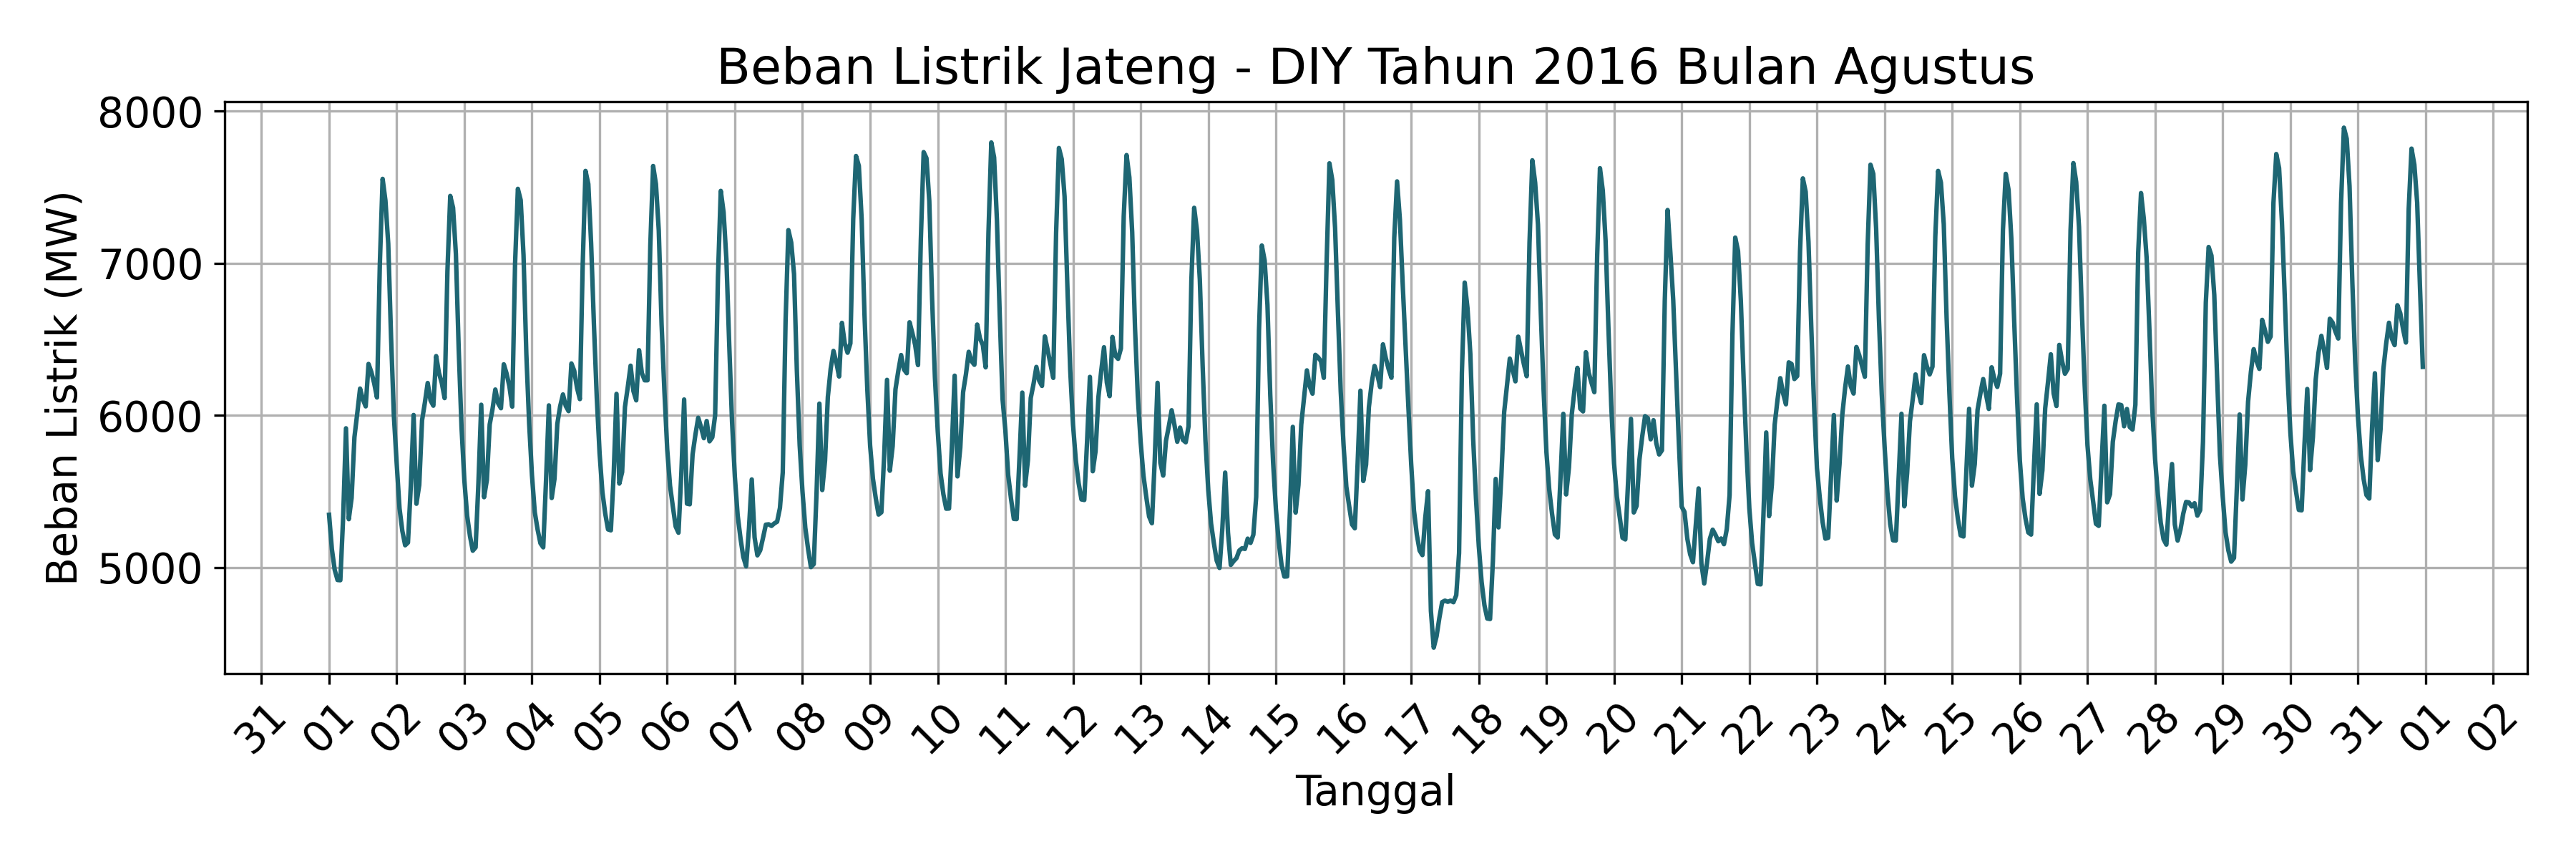 Beban Listrik Jateng - DIY Tahun 2016 Bulan Agustus
8000
7000
6000
5000
Beban Listrik (MW)
31 01 02 03 04 05 06 07 08 09 10 11 12 13 14 15 16 17 18 19 20 21 22 23 24 25 26 27 28 29 30 31 01 02
Tanggal